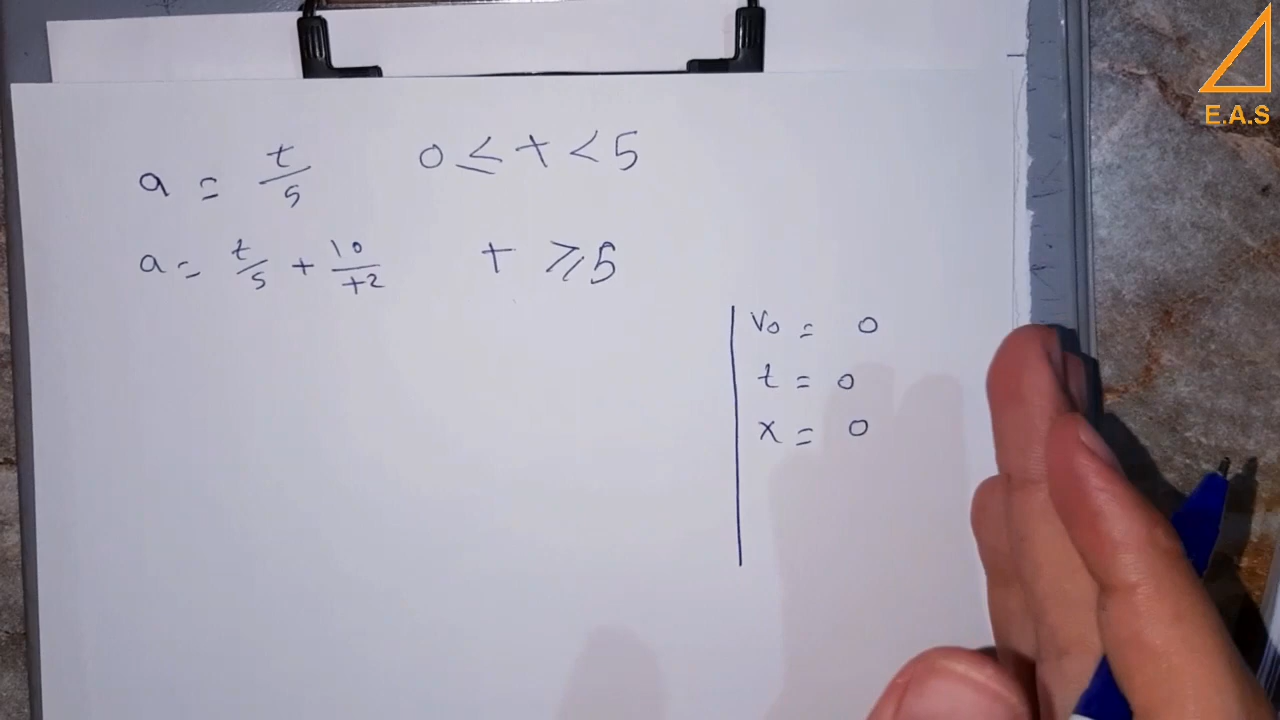 a = t/5 0 ≤ t < 5
a = t/5 + 10/t2 t ≥ 5
v0 = 0
t = 0
x = 0
E.A.S